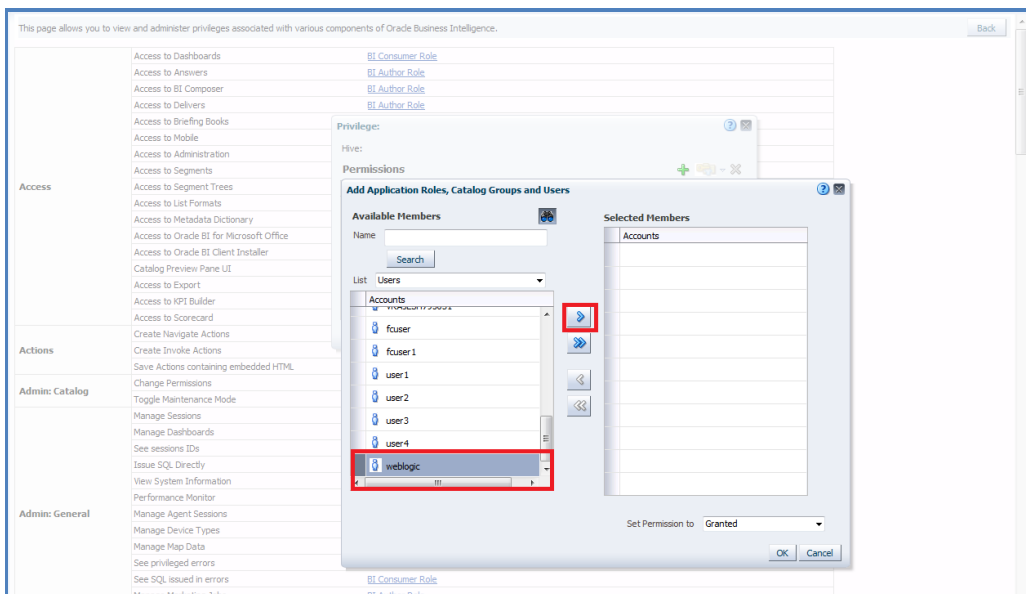 This page allows you to view and administer privileges associated with various components of Oracle Business Intelligence.
Back
Access
Access to Dashboards BI Consumer Role
Access to Answers BI Author Role
Access to BI Composer BI Author Role
Access to Delivers BI Author Role
Access to Briefing Books
Access to Mobile
Access to Administration
Access to Segments
Access to Segment Trees
Access to List Formats
Access to Metadata Dictionary
Access to Oracle BI for Microsoft Office
Access to Oracle BI Client Installer
Catalog Preview Pane UI
Access to Export
Access to KPI Builder
Access to Scorecard
Actions
Create Navigate Actions
Create Invoke Actions
Save Actions containing embedded HTML
Admin: Catalog
Change Permissions
Toggle Maintenance Mode
Admin: General
Manage Sessions
Manage Dashboards
See sessions IDs
Issue SQL Directly
View System Information
Performance Monitor
Manage Agent Sessions
Manage Device Types
Manage Map Data
See privileged errors
See SQL issued in errors BI Consumer Role
Privilege:
Hive:
Permissions
Add Application Roles, Catalog Groups and Users
Available Members
Name
Search
List Users
Accounts
fcuser
fcuser1
user1
user2
user3
user4
weblogic
Selected Members
Accounts
Set Permission to Granted
OK Cancel